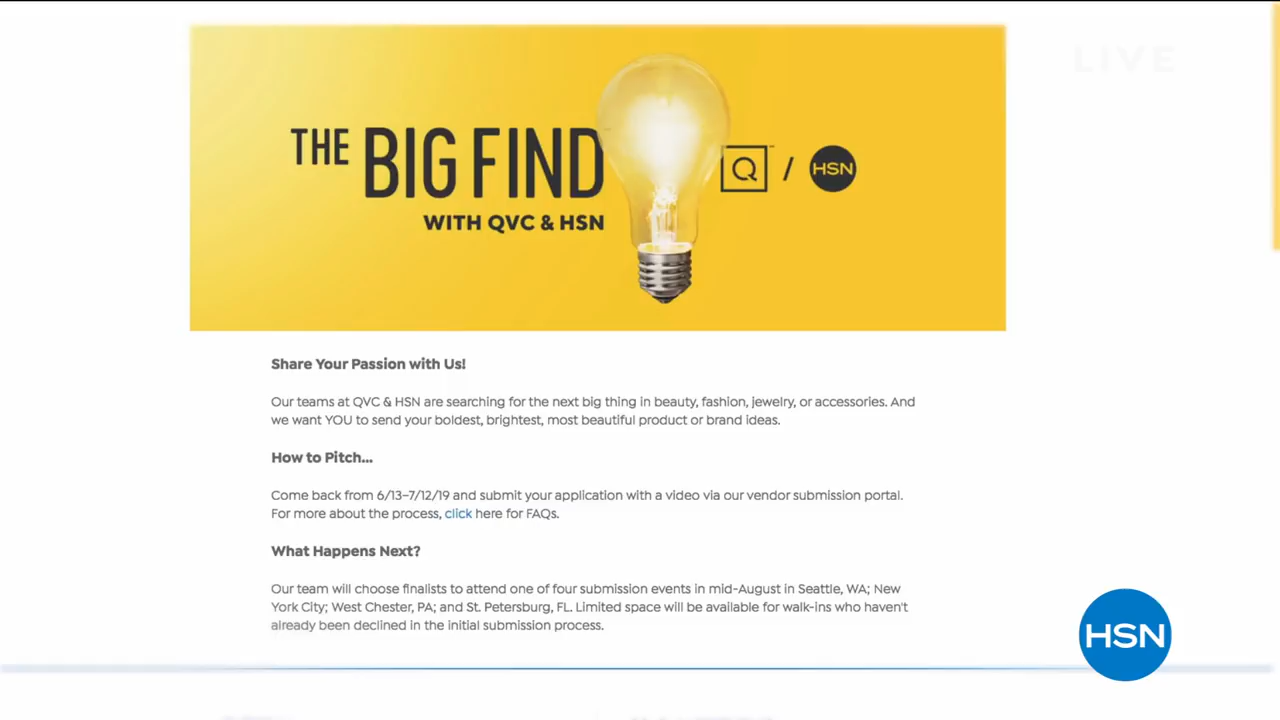 LIVE
THE BIG FIND
WITH QVC & HSN
Q™ / HSN
Share Your Passion with Us!
Our teams at QVC & HSN are searching for the next big thing in beauty, fashion, jewelry, or accessories. And
we want YOU to send your boldest, brightest, most beautiful product or brand ideas.
How to Pitch...
Come back from 6/13–7/12/19 and submit your application with a video via our vendor submission portal.
For more about the process, click here for FAQs.
What Happens Next?
Our team will choose finalists to attend one of four submission events in mid-August in Seattle, WA; New
York City; West Chester, PA; and St. Petersburg, FL. Limited space will be available for walk-ins who haven't
already been declined in the initial submission process.
HSN